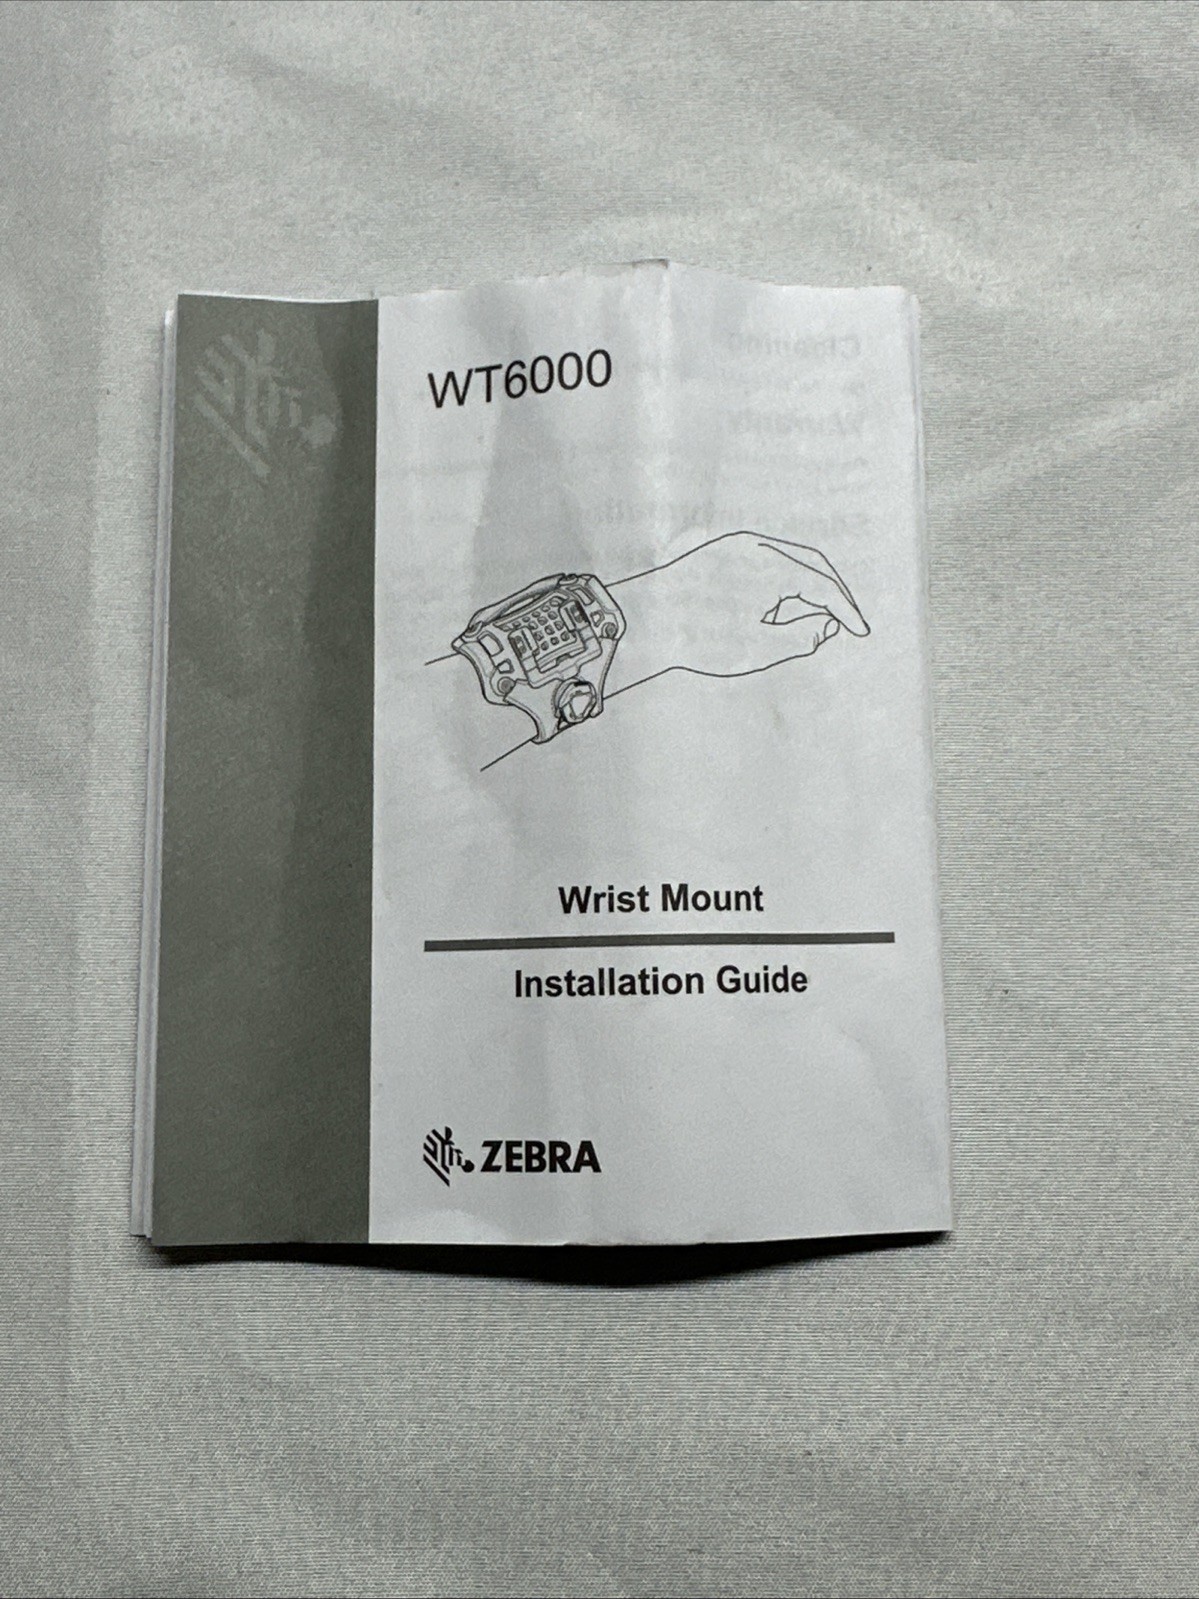 WT6000
Wrist Mount
Installation Guide
ZEBRA